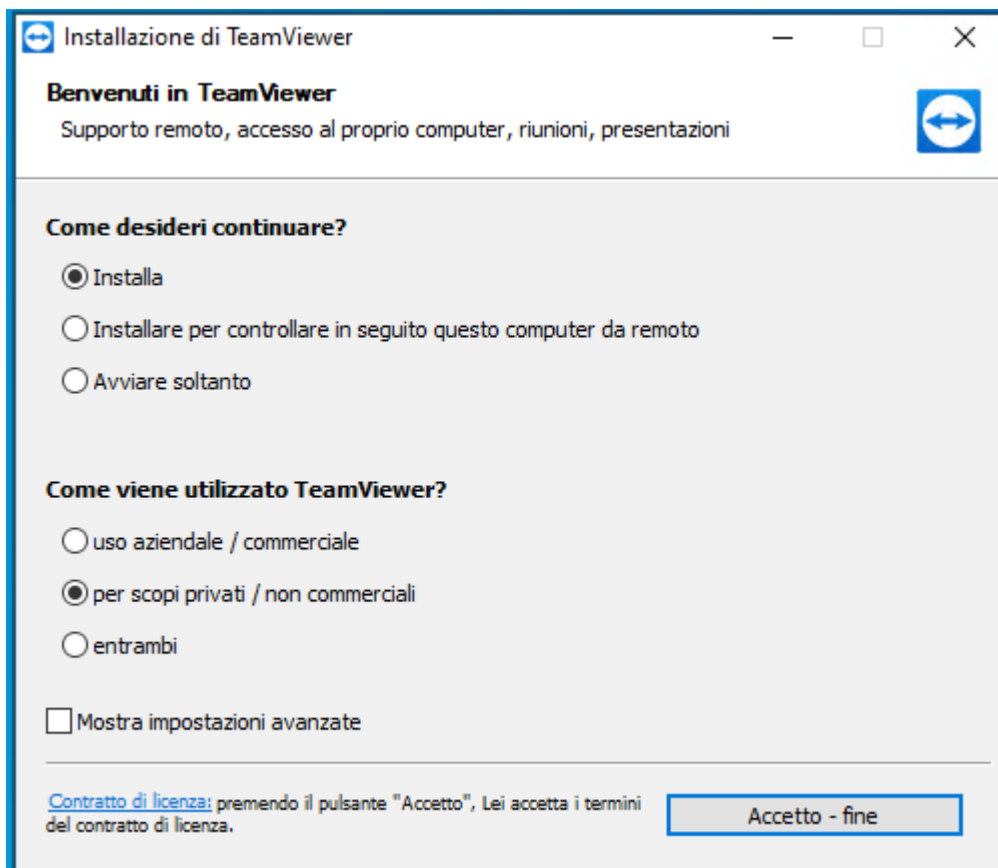 Installazione di TeamViewer
Benvenuti in TeamViewer
Supporto remoto, accesso al proprio computer, riunioni, presentazioni
Come desideri continuare?
Installa
Installare per controllare in seguito questo computer da remoto
Avviare soltanto
Come viene utilizzato TeamViewer?
uso aziendale / commerciale
per scopi privati / non commerciali
entrambi
Mostra impostazioni avanzate
Contratto di licenza: premendo il pulsante "Accetto", Lei accetta i termini
del contratto di licenza.
Accetto - fine